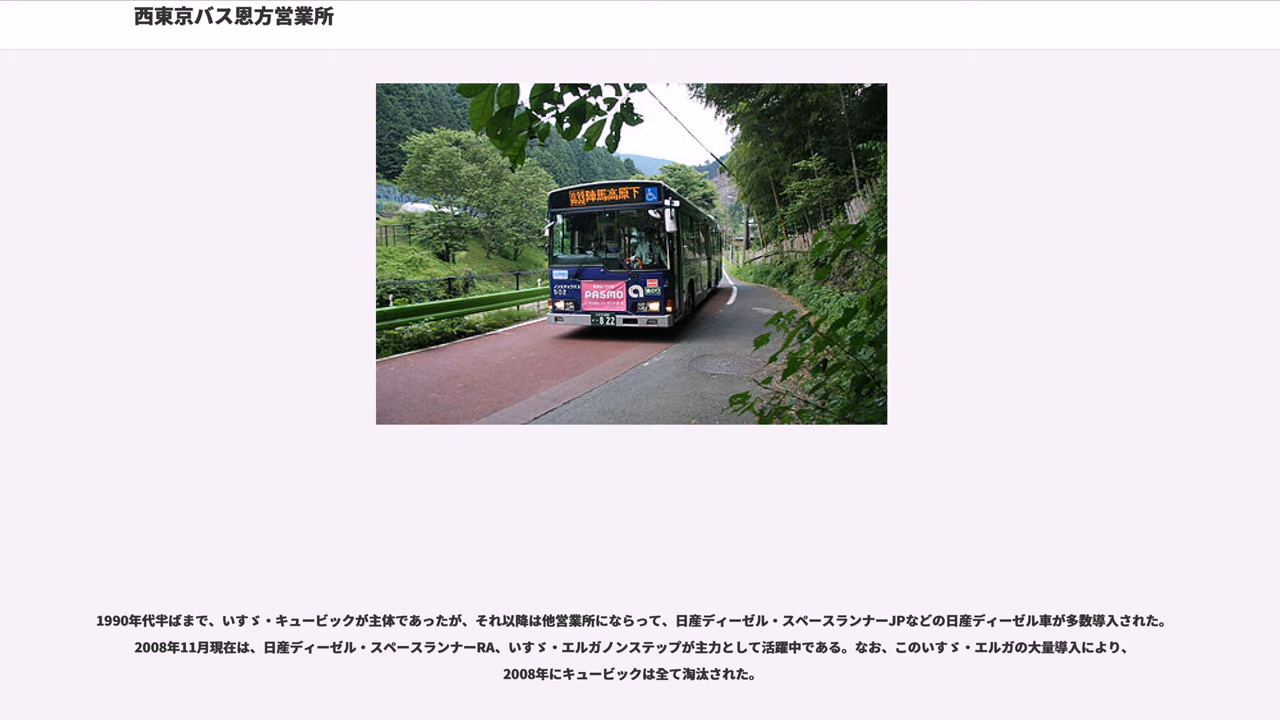 西東京バス恩方営業所
陣馬高原下
PASMO
8 22
1990年代半ばまで、いすゞ・キュービックが主体であったが、それ以降は他営業所にならって、日産ディーゼル・スペースランナーJPなどの日産ディーゼル車が多数導入された。
2008年11月現在は、日産ディーゼル・スペースランナーRA、いすゞ・エルガノンステップが主力として活躍中である。なお、このいすゞ・エルガの大量導入により、
2008年にキュービックは全て淘汰された。